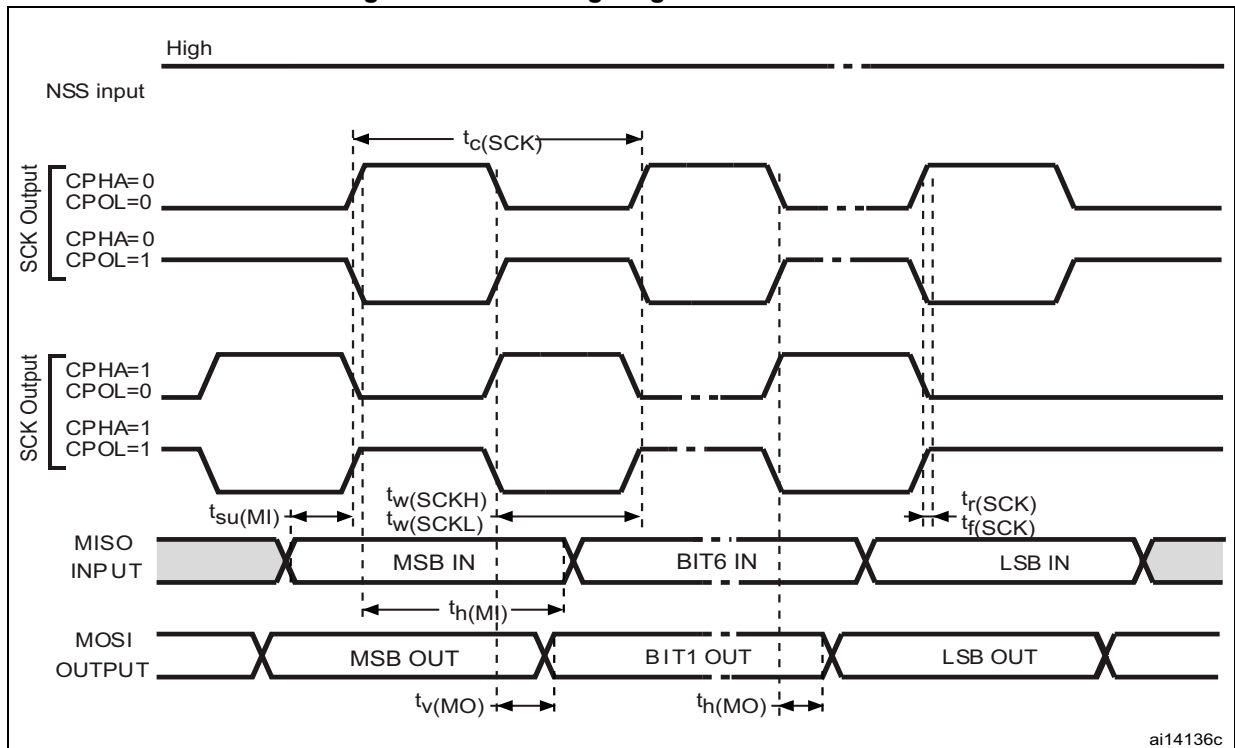 High
NSS input
tc(SCK)
SCK Output
CPHA=0
CPOL=0
CPHA=0
CPOL=1
SCK Output
CPHA=1
CPOL=0
CPHA=1
CPOL=1
tsu(MI)
tw(SCKH)
tw(SCKL)
tr(SCK)
tf(SCK)
MISO
INPUT
MSB IN
BIT6 IN
LSB IN
th(MI)
MOSI
OUTPUT
MSB OUT
BIT1 OUT
LSB OUT
tv(MO)
th(MO)
ai14136c